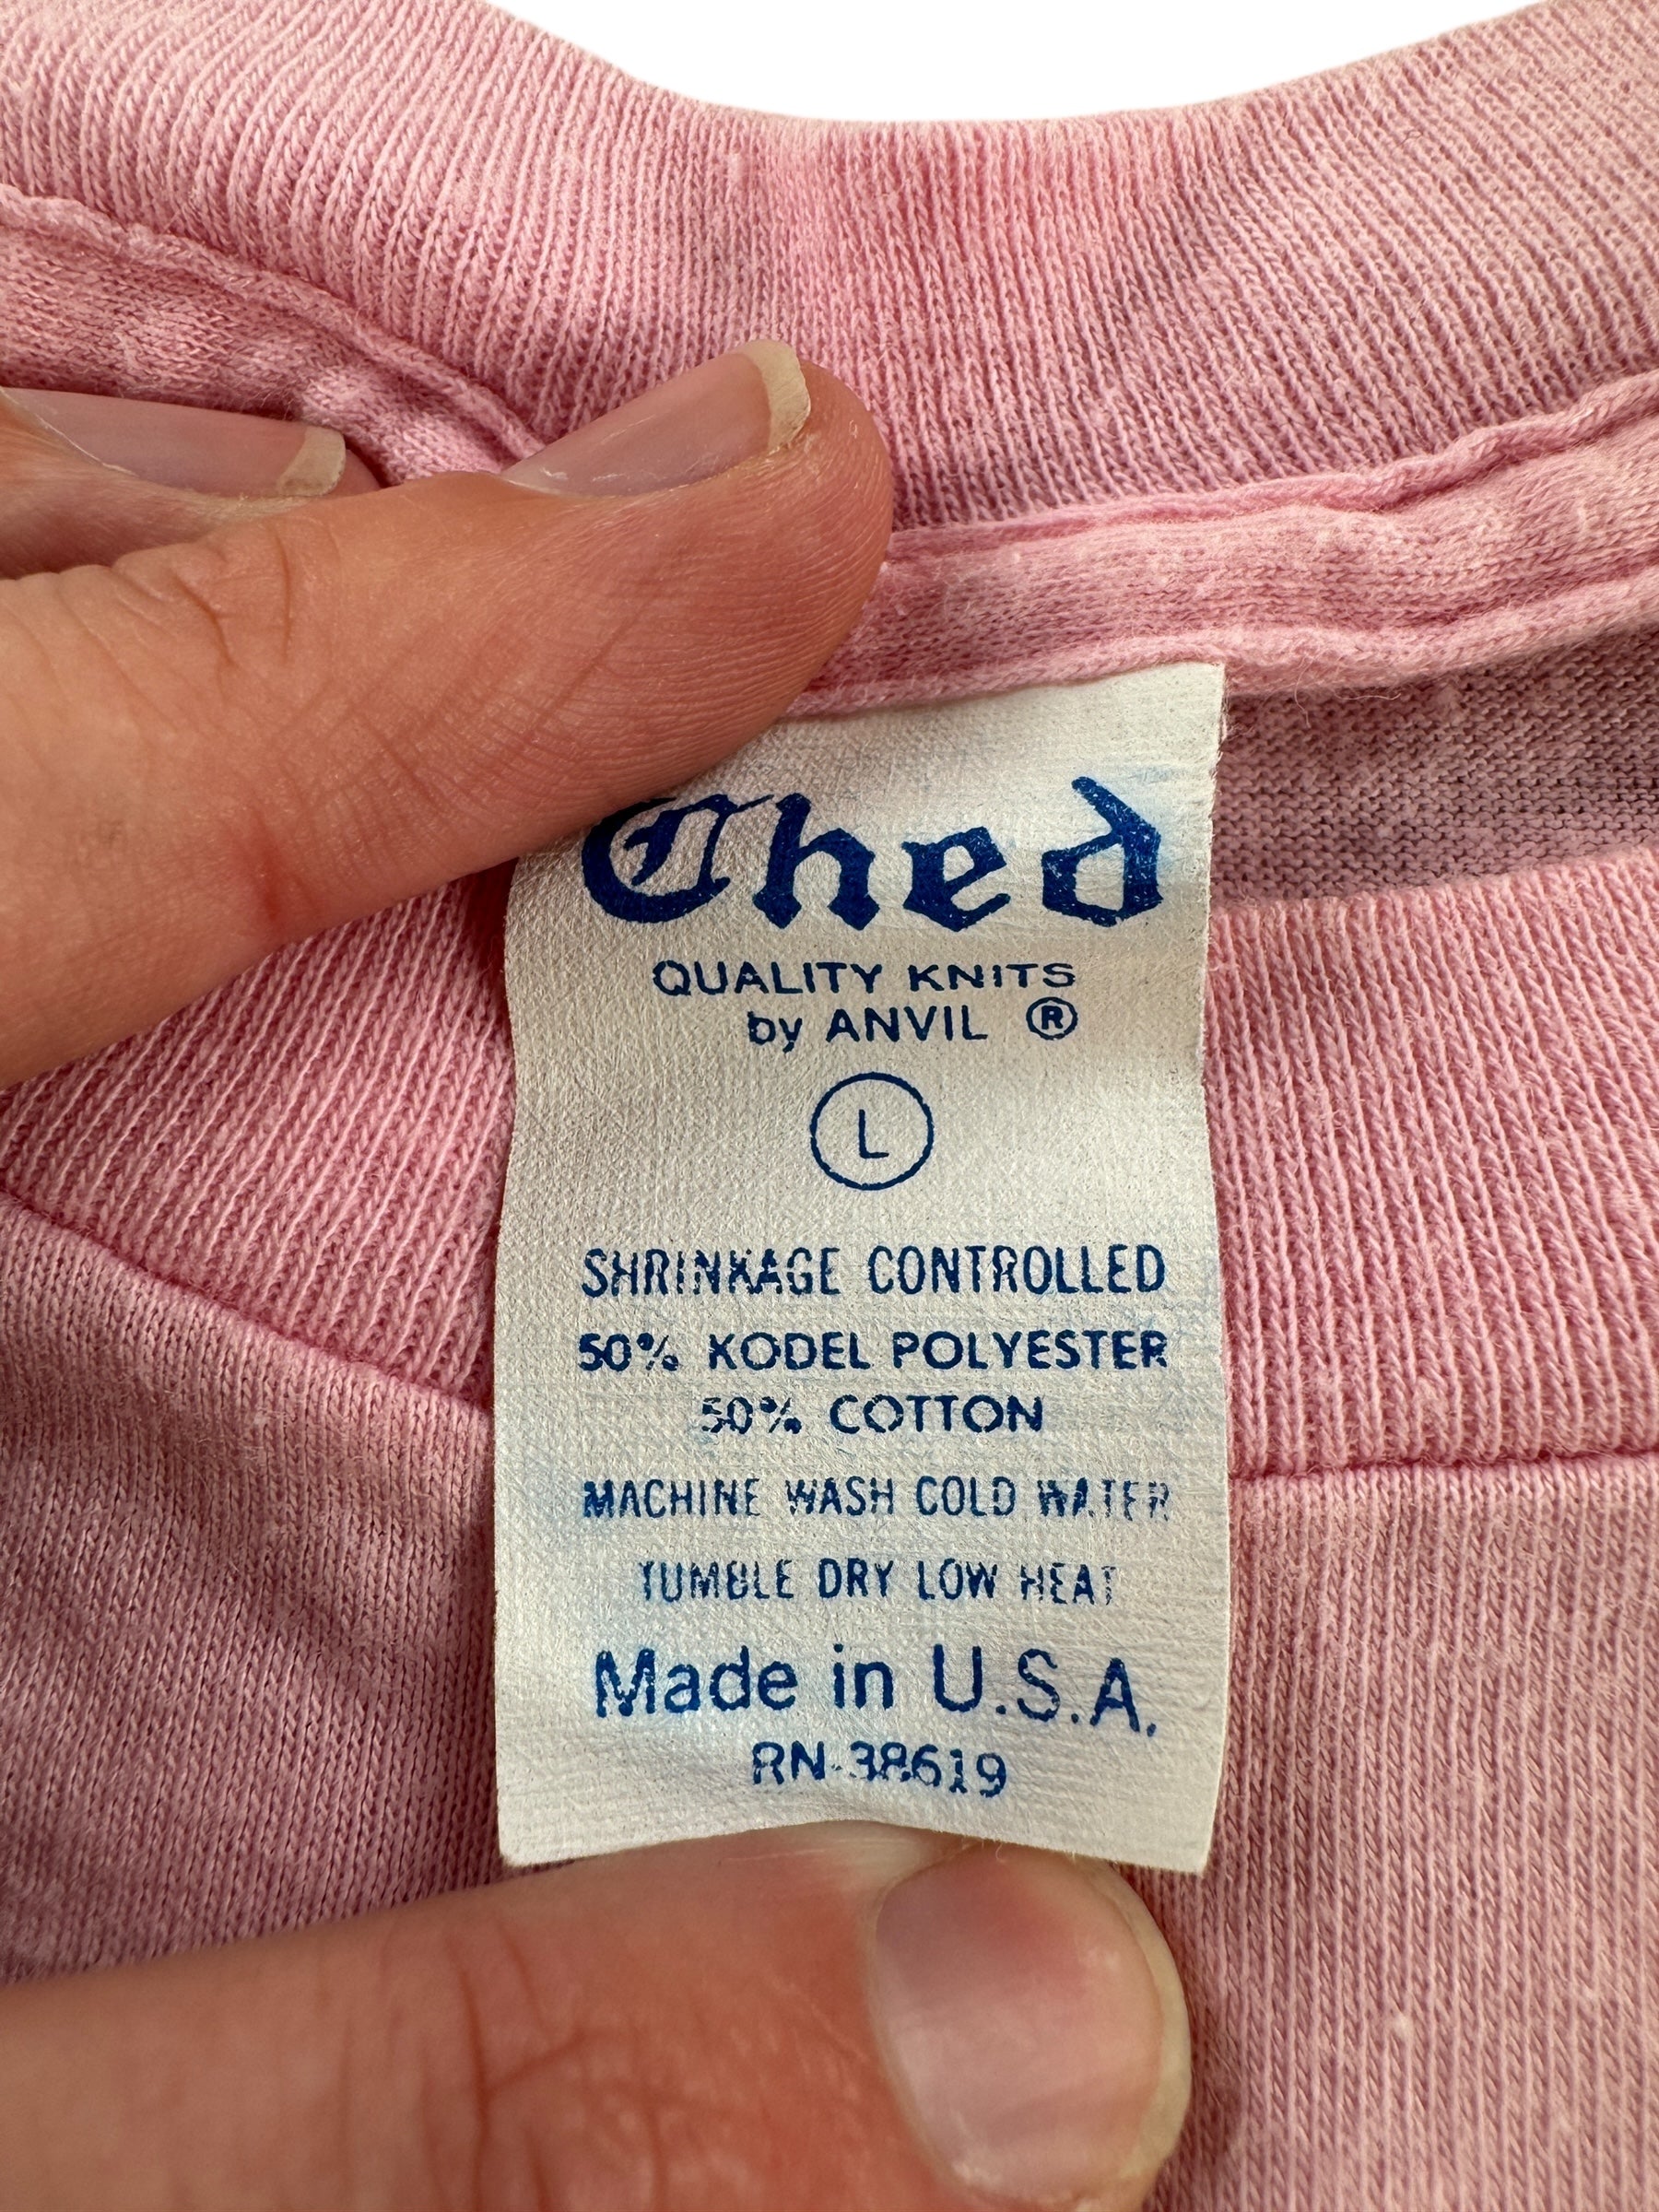 Ched
QUALITY KNITS
by ANVIL ®
L
SHRINKAGE CONTROLLED
50% KODEL POLYESTER
50% COTTON
MACHINE WASH COLD WATER
TUMBLE DRY LOW HEAT
Made in U.S.A.
RN 38619